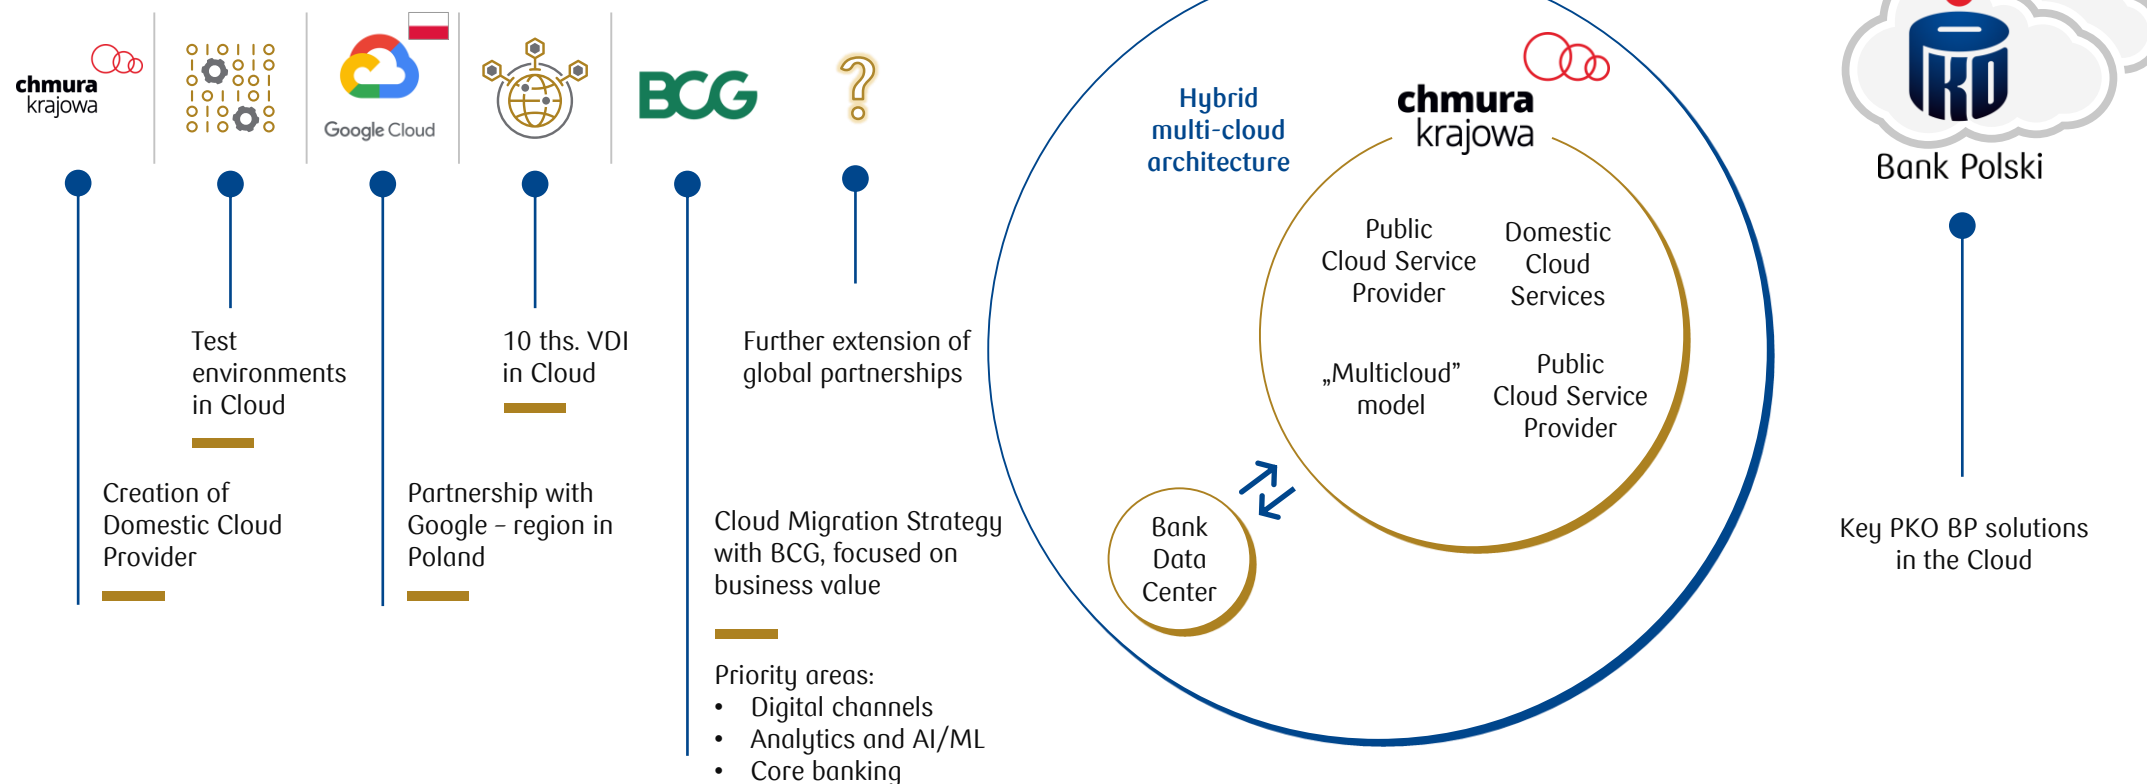 chmura
krajowa
Google Cloud
BCG
?
Test
environments
in Cloud
10 ths. VDI
in Cloud
Further extension of
global partnerships
Creation of
Domestic Cloud
Provider
Partnership with
Google – region in
Poland
Cloud Migration Strategy
with BCG, focused on
business value
Priority areas:
• Digital channels
• Analytics and AI/ML
• Core banking
Hybrid
multi-cloud
architecture
chmura
krajowa
Public
Cloud Service
Provider
Domestic
Cloud
Services
„Multicloud”
model
Public
Cloud Service
Provider
Bank
Data
Center
PKO
Bank Polski
Key PKO BP solutions
in the Cloud